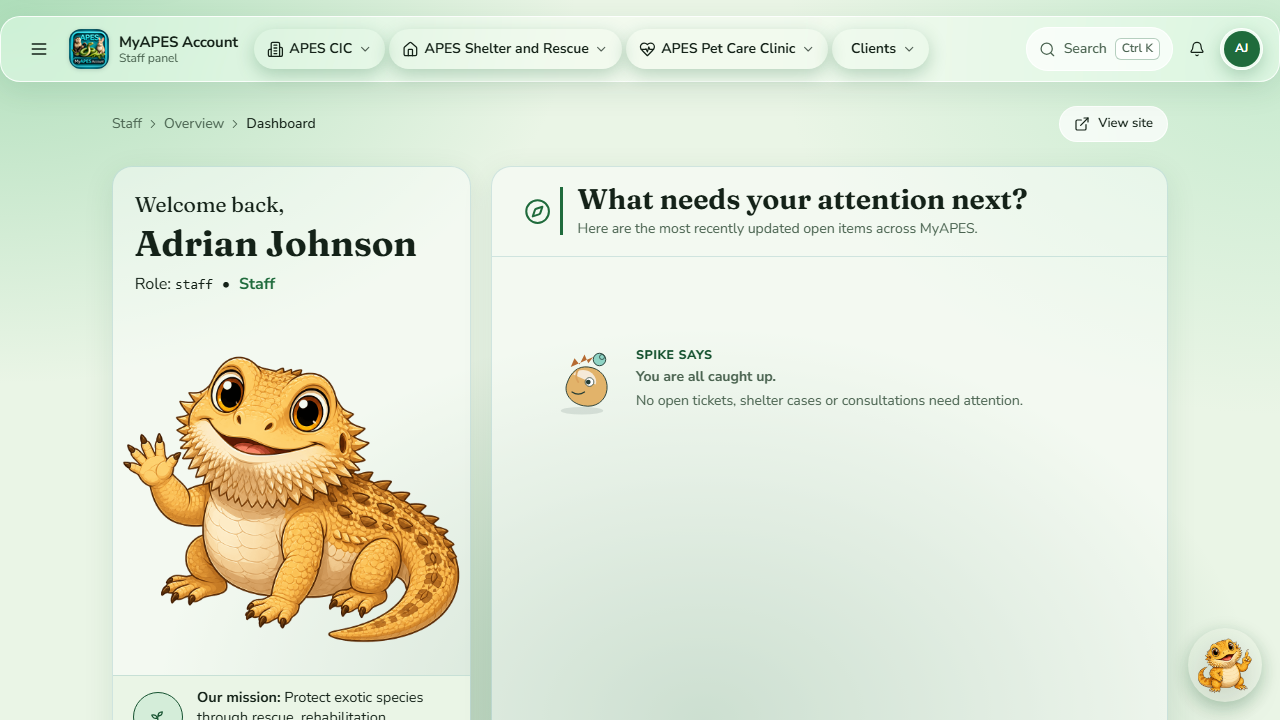 MyAPES Account
Staff panel
APES CIC
APES Shelter and Rescue
APES Pet Care Clinic
Clients
Search
Ctrl K
AJ
Staff
Overview
Dashboard
View site
Welcome back,
Adrian Johnson
Role: staff • Staff
Our mission: Protect exotic species
through rescue, rehabilitation
What needs your attention next?
Here are the most recently updated open items across MyAPES.
SPIKE SAYS
You are all caught up.
No open tickets, shelter cases or consultations need attention.